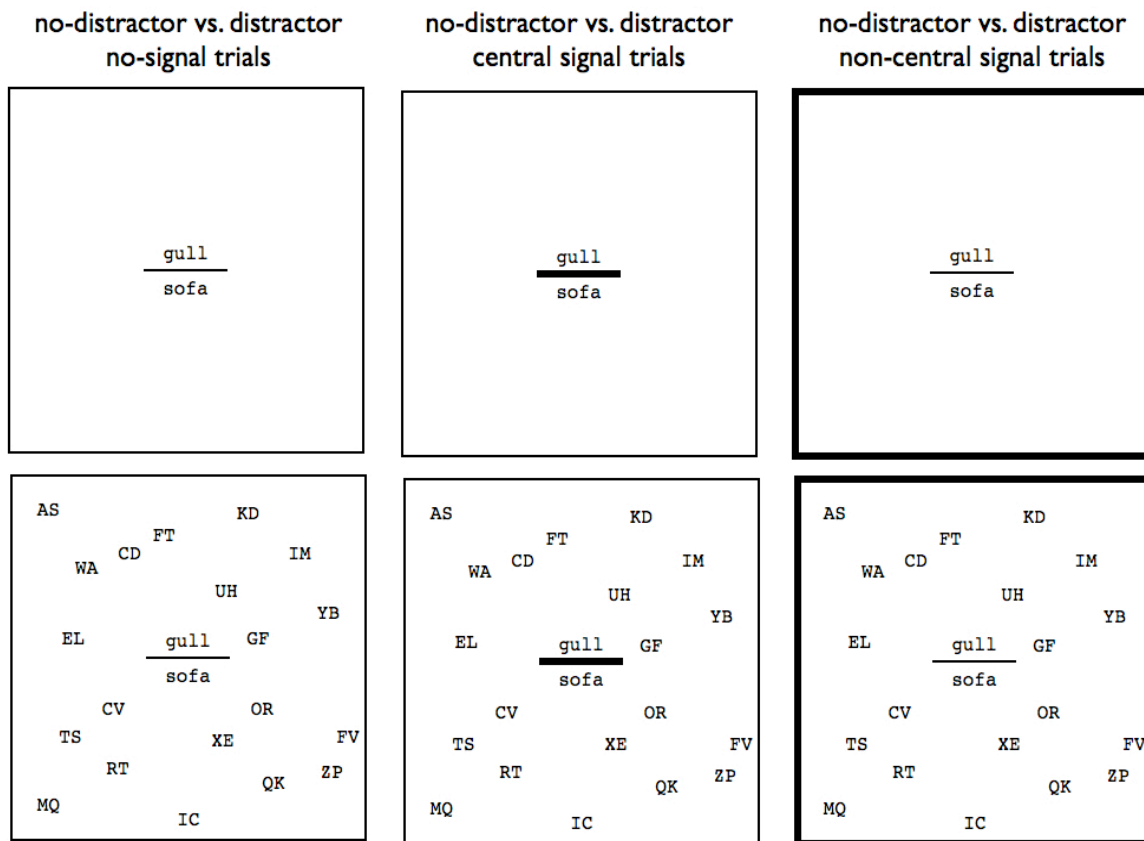 no-distractor vs. distractor
no-signal trials
no-distractor vs. distractor
central signal trials
no-distractor vs. distractor
non-central signal trials
gull
sofa
gull
sofa
gull
sofa
AS
KD
FT
CD
IM
WA
UH
YB
EL
gull
GF
sofa
CV
OR
TS
XE
FV
RT
ZP
QK
MQ
IC
AS
KD
FT
CD
IM
WA
UH
YB
EL
gull
GF
sofa
CV
OR
TS
XE
FV
RT
ZP
QK
MQ
IC
AS
KD
FT
CD
IM
WA
UH
YB
EL
gull
GF
sofa
CV
OR
TS
XE
FV
RT
ZP
QK
MQ
IC